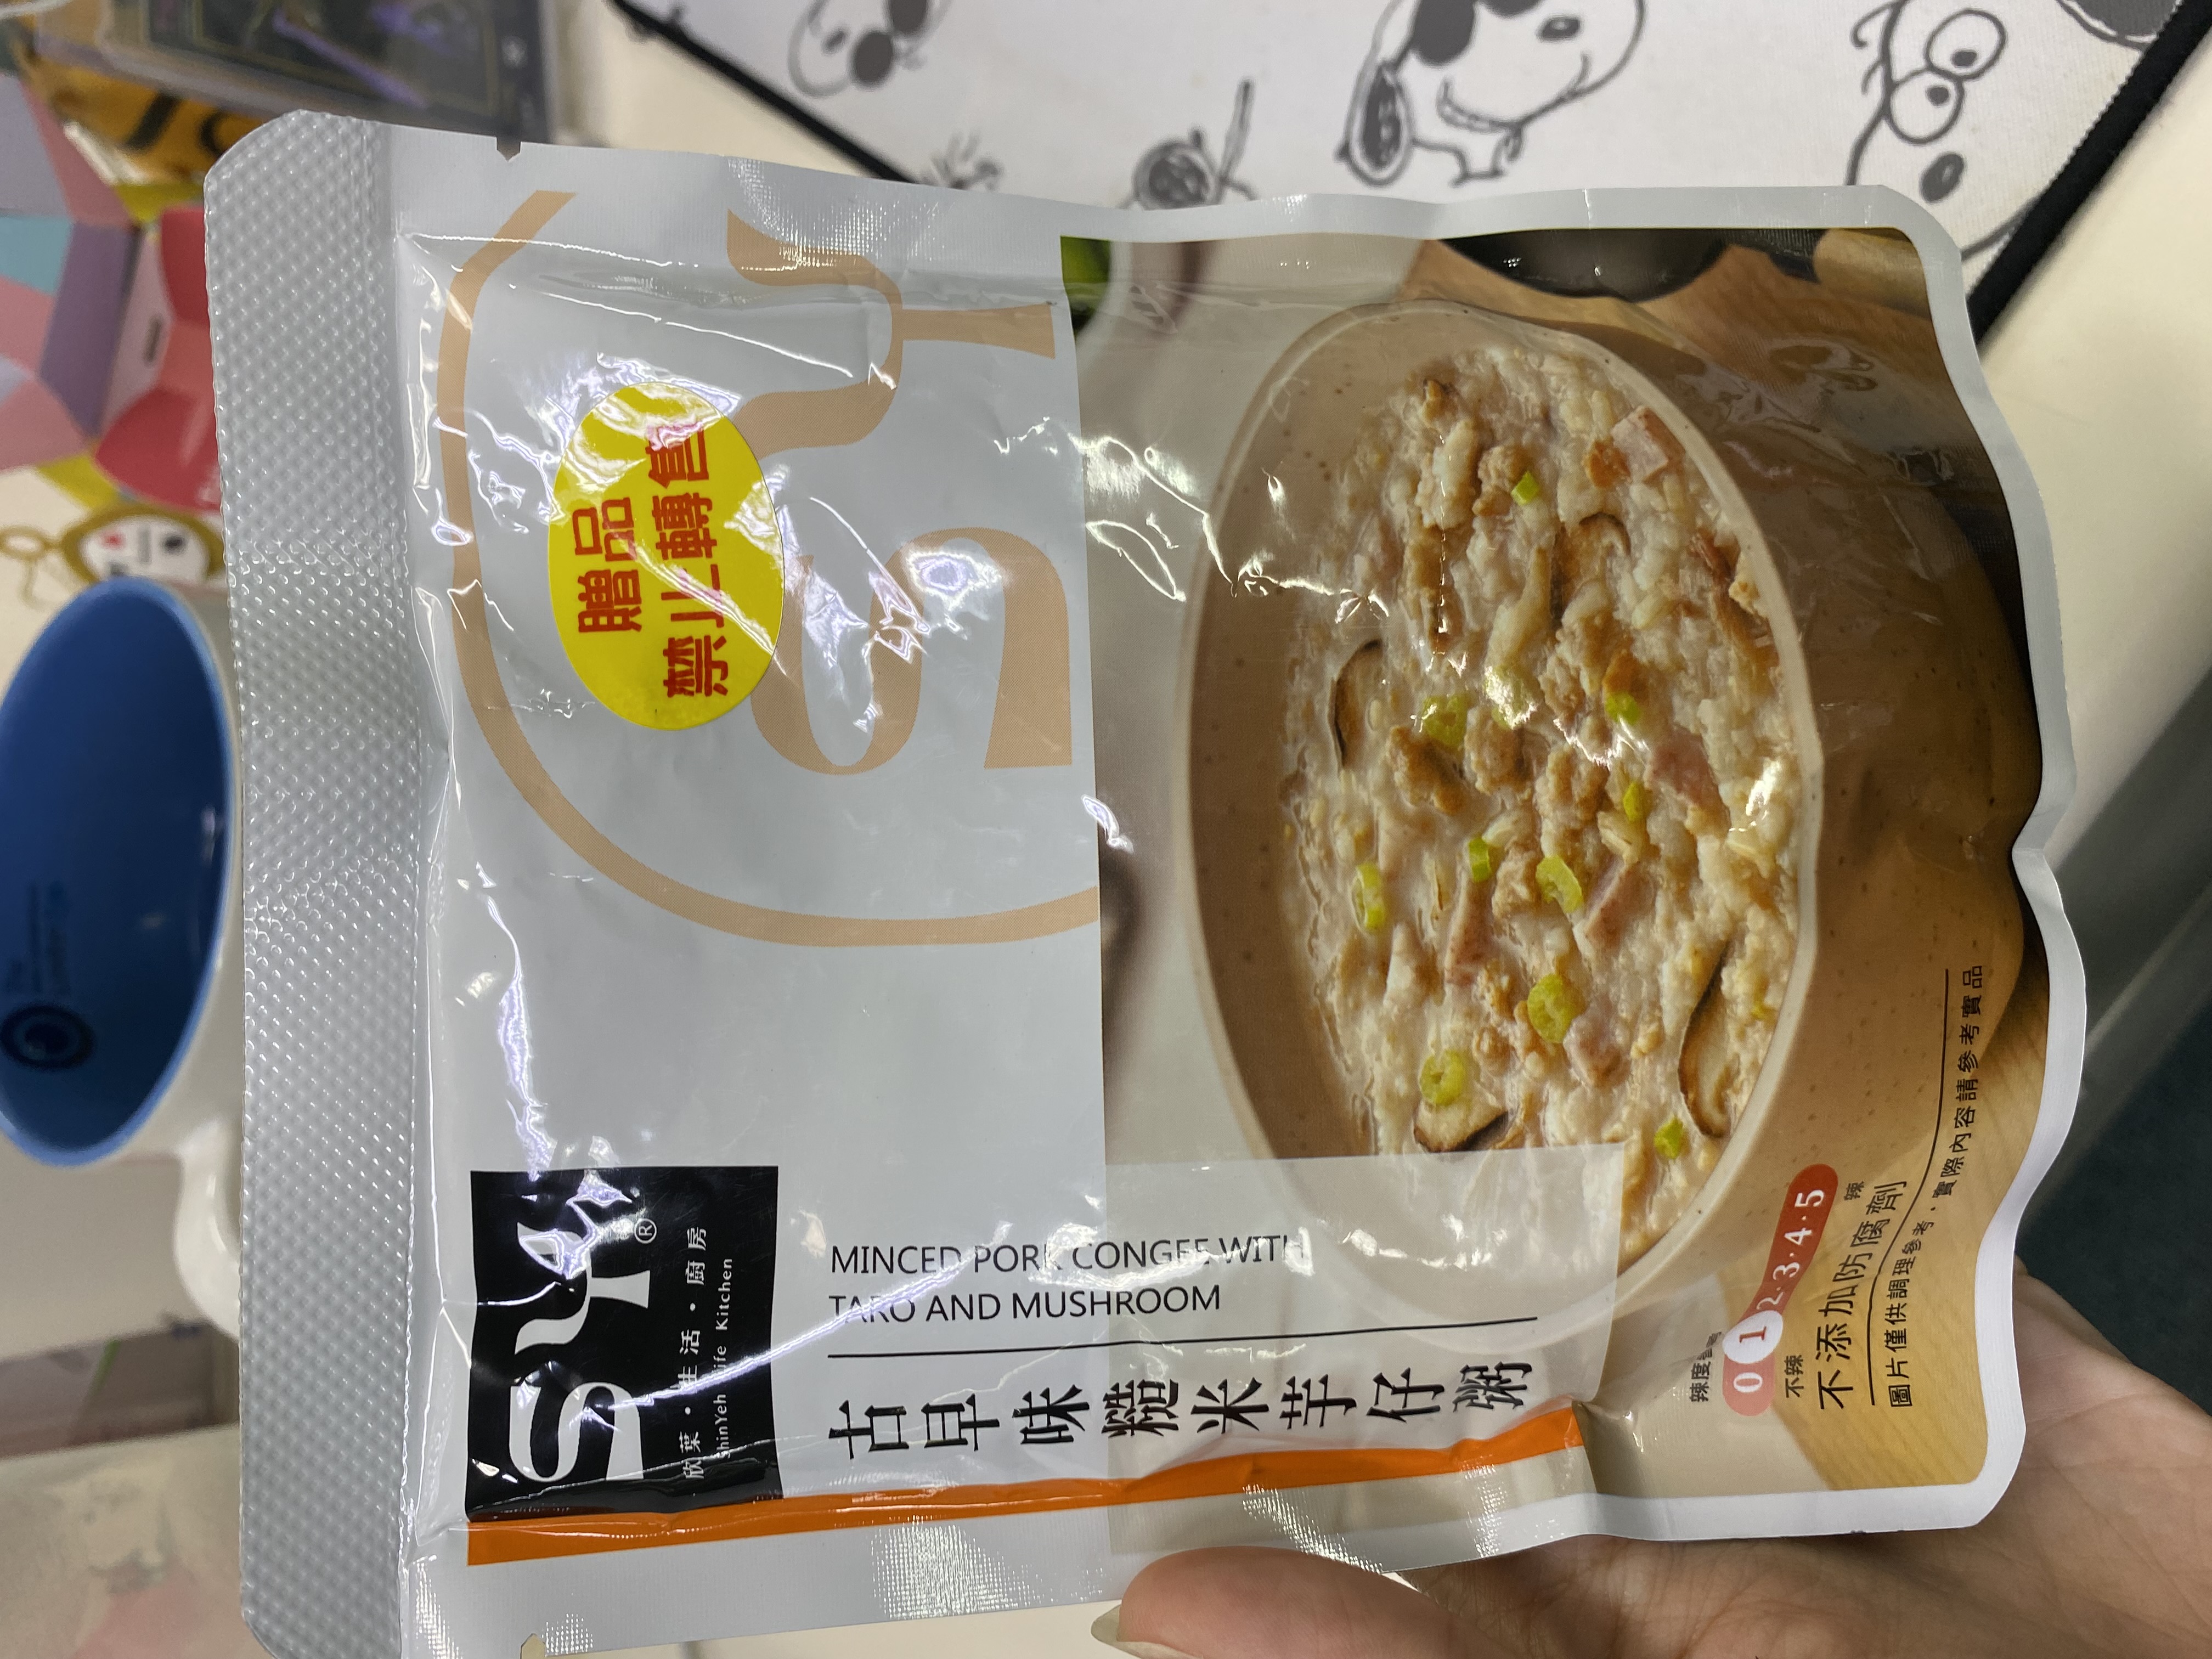 贈品
禁止轉售
SY®
欣葉・生活・廚房
ShinYeh Life Kitchen
MINCED PORK CONGEE WITH
TARO AND MUSHROOM
古早味糙米芋仔粥
0 1 2・3・4・5
不辣 辣
不添加防腐劑
圖片僅供調理參考，實際內容請參考實品
SY